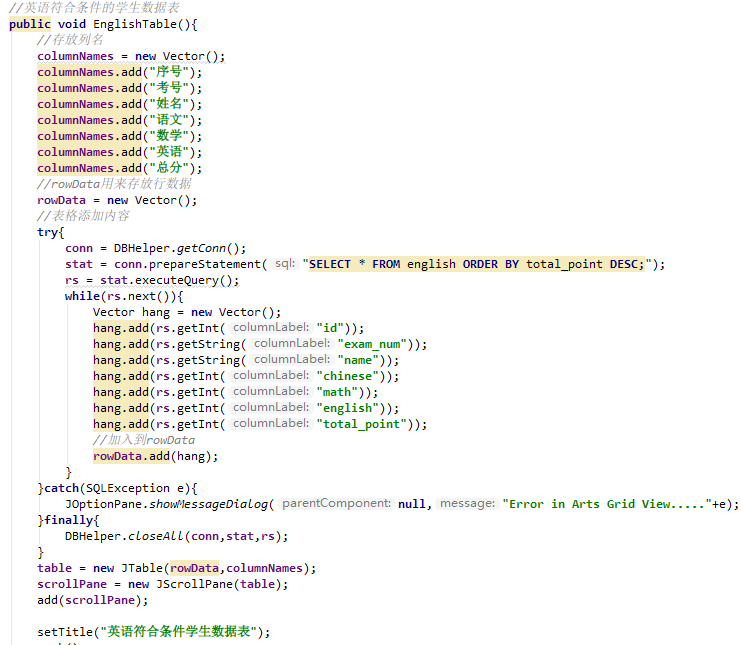 //英语符合条件的学生数据表
public void EnglishTable(){
//存放列名
columnNames = new Vector();
columnNames.add("序号");
columnNames.add("考号");
columnNames.add("姓名");
columnNames.add("语文");
columnNames.add("数学");
columnNames.add("英语");
columnNames.add("总分");
//rowData用来存放行数据
rowData = new Vector();
//表格添加内容
try{
conn = DBHelper.getConn();
stat = conn.prepareStatement( sql: "SELECT * FROM english ORDER BY total_point DESC;");
rs = stat.executeQuery();
while(rs.next()){
Vector hang = new Vector();
hang.add(rs.getInt( columnLabel: "id"));
hang.add(rs.getString( columnLabel: "exam_num"));
hang.add(rs.getString( columnLabel: "name"));
hang.add(rs.getInt( columnLabel: "chinese"));
hang.add(rs.getInt( columnLabel: "math"));
hang.add(rs.getInt( columnLabel: "english"));
hang.add(rs.getInt( columnLabel: "total_point"));
//加入到rowData
rowData.add(hang);
}
}catch(SQLException e){
JOptionPane.showMessageDialog( parentComponent: null, message: "Error in Arts Grid View....."+e);
}finally{
DBHelper.closeAll(conn,stat,rs);
}
table = new JTable(rowData,columnNames);
scrollPane = new JScrollPane(table);
add(scrollPane);
setTitle("英语符合条件学生数据表");